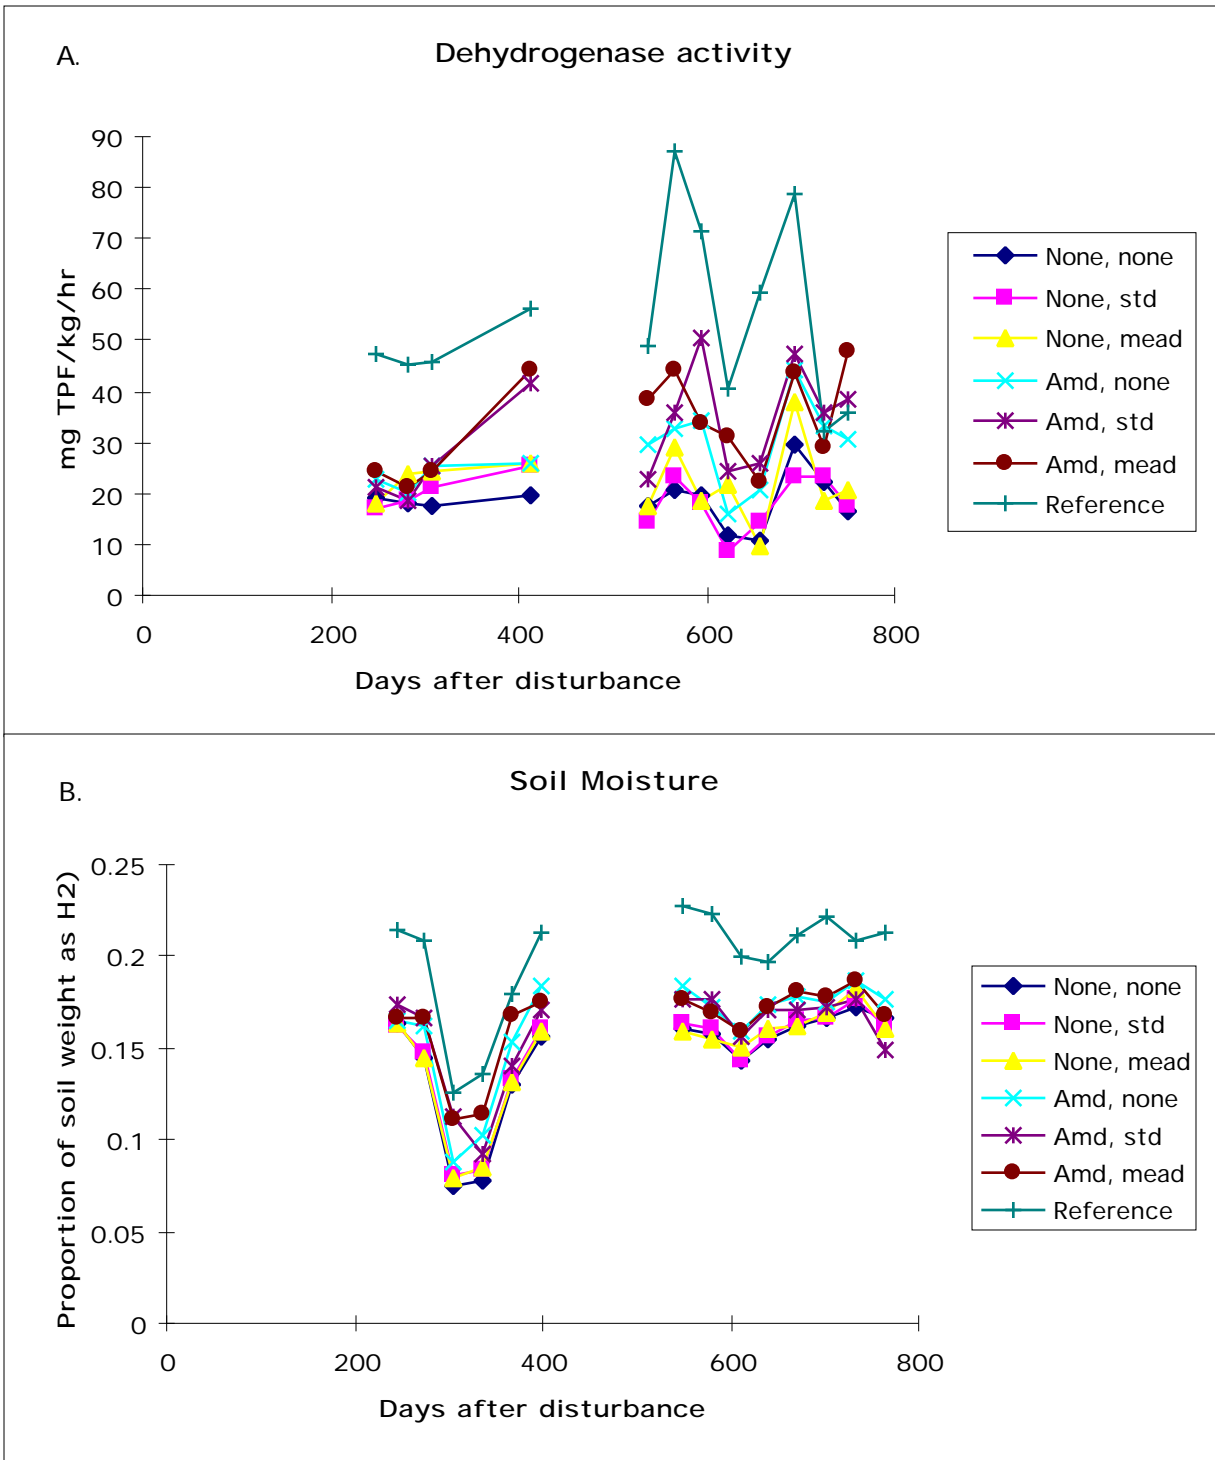 A.
Dehydrogenase activity
90
80
70
60
50
40
30
20
10
0
mg TPF/kg/hr
0 200 400 600 800
Days after disturbance
None, none
None, std
None, mead
Amd, none
Amd, std
Amd, mead
Reference
B.
Soil Moisture
0.25
0.2
0.15
0.1
0.05
0
Proportion of soil weight as H2)
0 200 400 600 800
Days after disturbance
None, none
None, std
None, mead
Amd, none
Amd, std
Amd, mead
Reference